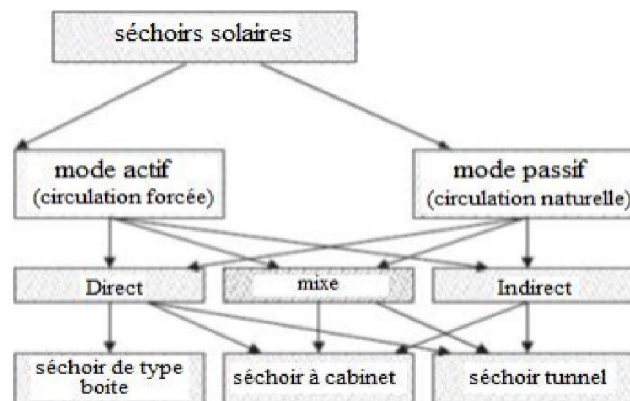 séchoirs solaires
mode actif
(circulation forcée)
mode passif
(circulation naturelle)
Direct
mixe
Indirect
séchoir de type
boite
séchoir à cabinet
séchoir tunnel